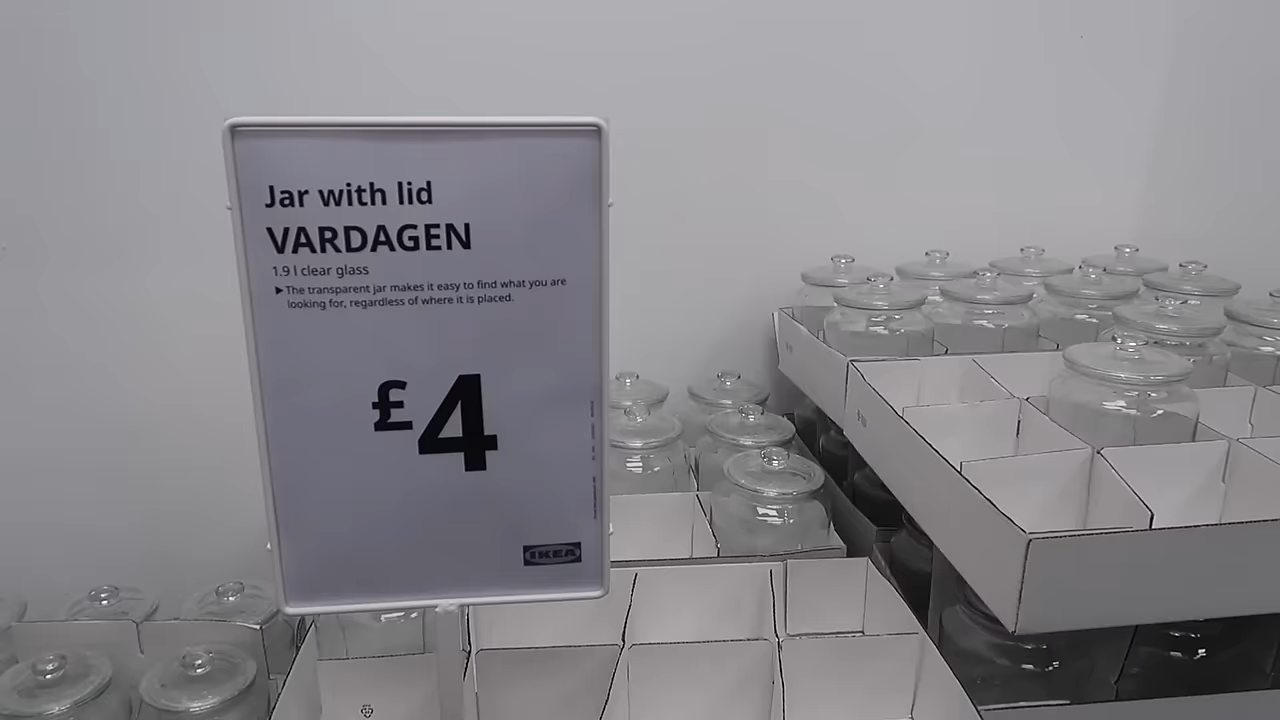 Jar with lid
VARDAGEN
1.9 l clear glass
▶ The transparent jar makes it easy to find what you are
looking for, regardless of where it is placed.
£4
IKEA